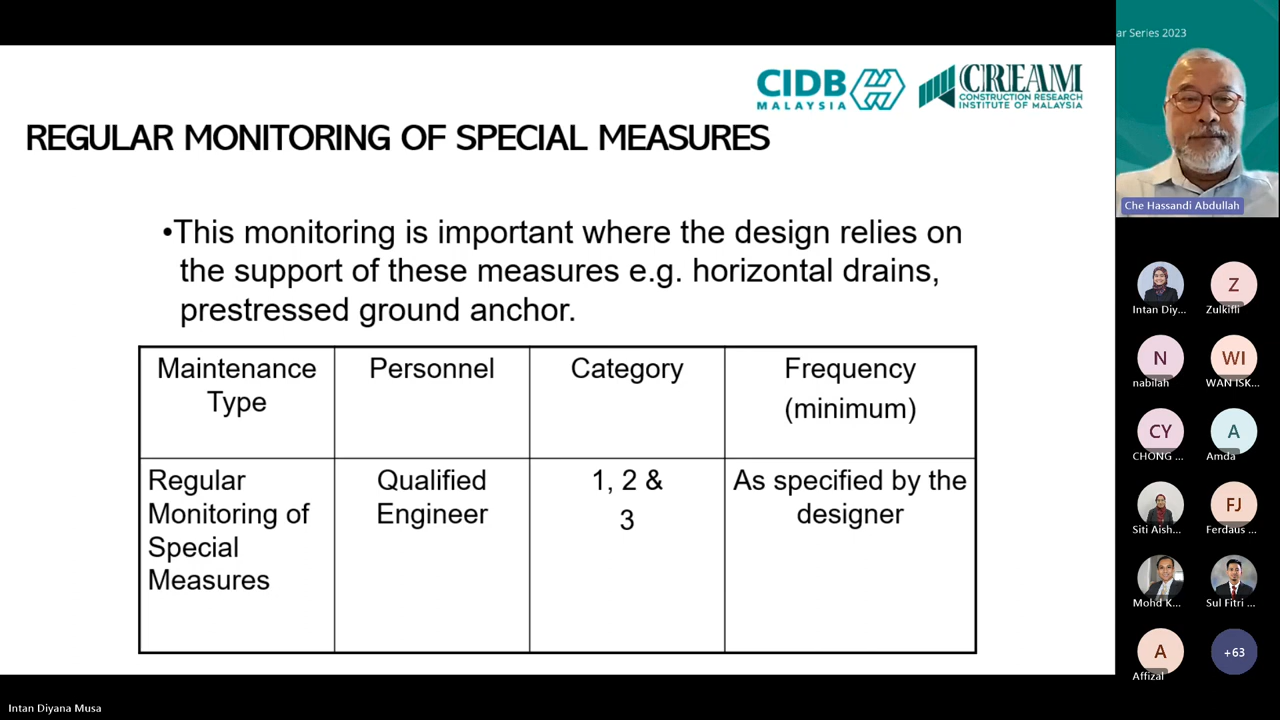 CIDB
MALAYSIA
CREAM
CONSTRUCTION RESEARCH
INSTITUTE OF MALAYSIA
REGULAR MONITORING OF SPECIAL MEASURES
•This monitoring is important where the design relies on
the support of these measures e.g. horizontal drains,
prestressed ground anchor.
Maintenance
Type
Personnel
Category
Frequency
(minimum)
Regular
Monitoring of
Special
Measures
Qualified
Engineer
1, 2 &
3
As specified by the
designer
ar Series 2023
Che Hassandi Abdullah
Intan Diy...
Z
Zulkifli
N
nabilah
WI
WAN ISK...
CY
CHONG ...
A
Amda
Siti Aish...
FJ
Ferdaus ...
Mohd K...
Sul Fitri ...
A
Affizal
+63
Intan Diyana Musa